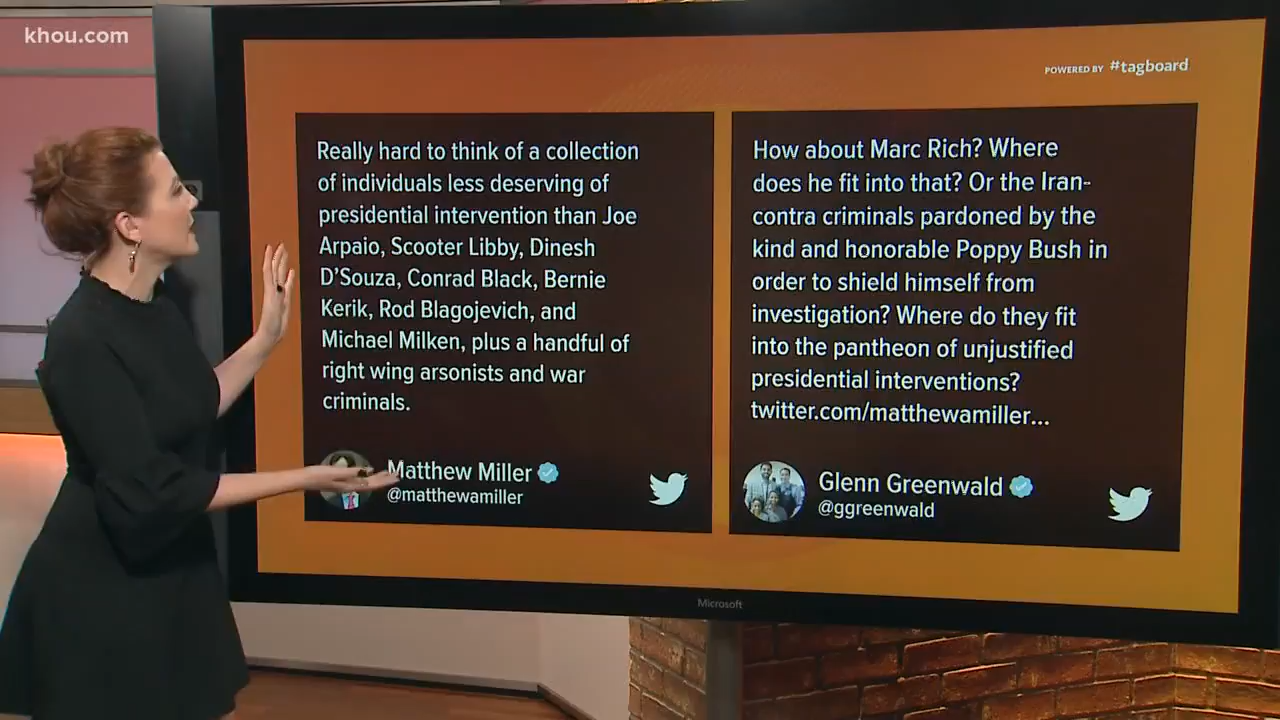 khou.com
POWERED BY #tagboard
Really hard to think of a collection
of individuals less deserving of
presidential intervention than Joe
Arpaio, Scooter Libby, Dinesh
D'Souza, Conrad Black, Bernie
Kerik, Rod Blagojevich, and
Michael Milken, plus a handful of
right wing arsonists and war
criminals.
Matthew Miller
@matthewamiller
How about Marc Rich? Where
does he fit into that? Or the Iran-
contra criminals pardoned by the
kind and honorable Poppy Bush in
order to shield himself from
investigation? Where do they fit
into the pantheon of unjustified
presidential interventions?
twitter.com/matthewamiller...
Glenn Greenwald
@ggreenwald
Microsoft